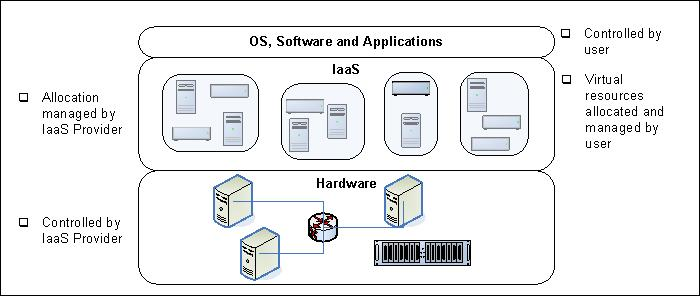 OS, Software and Applications
❑ Controlled by
user
IaaS
❑ Allocation
managed by
IaaS Provider
❑ Virtual
resources
allocated and
managed by
user
Hardware
❑ Controlled by
IaaS Provider